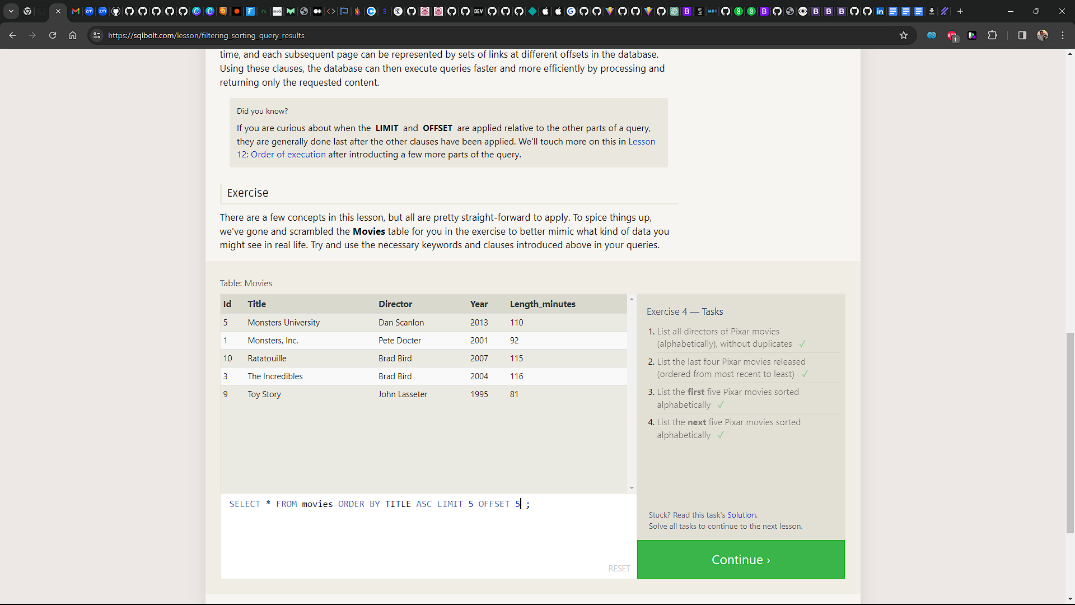 https://sqlbolt.com/lesson/filtering-sorting-query-results
time, and each subsequent page can be represented by sets of links at different offsets in the database.
Using these clauses, the database can then execute queries faster and more efficiently by processing and
returning only the requested content.
Did you know?
If you are curious about when the LIMIT and OFFSET are applied relative to the other parts of a query,
they are generally done last after the other clauses have been applied. We'll touch more on this in Lesson
12: Order of execution after introducing a few more parts of the query.
Exercise
There are a few concepts in this lesson, but all are pretty straight-forward to apply. To spice things up,
we've gone and scrambled the Movies table for you in the exercise to better mimic what kind of data you
might see in real life. Try and use the necessary keywords and clauses introduced above in your queries.
Table: Movies
Id Title Director Year Length_minutes
5 Monsters University Dan Scanlon 2013 110
1 Monsters, Inc. Pete Docter 2001 92
10 Ratatouille Brad Bird 2007 115
3 The Incredibles Brad Bird 2004 116
9 Toy Story John Lasseter 1995 81
SELECT * FROM movies ORDER BY TITLE ASC LIMIT 5 OFFSET 5 ;
RESET
Exercise 4 — Tasks
1. List all directors of Pixar movies
(alphabetically), without duplicates ✓
2. List the last four Pixar movies released
(ordered from most recent to least) ✓
3. List the first five Pixar movies sorted
alphabetically ✓
4. List the next five Pixar movies sorted
alphabetically ✓
Stuck? Read this task's Solution.
Solve all tasks to continue to the next lesson.
Continue ›